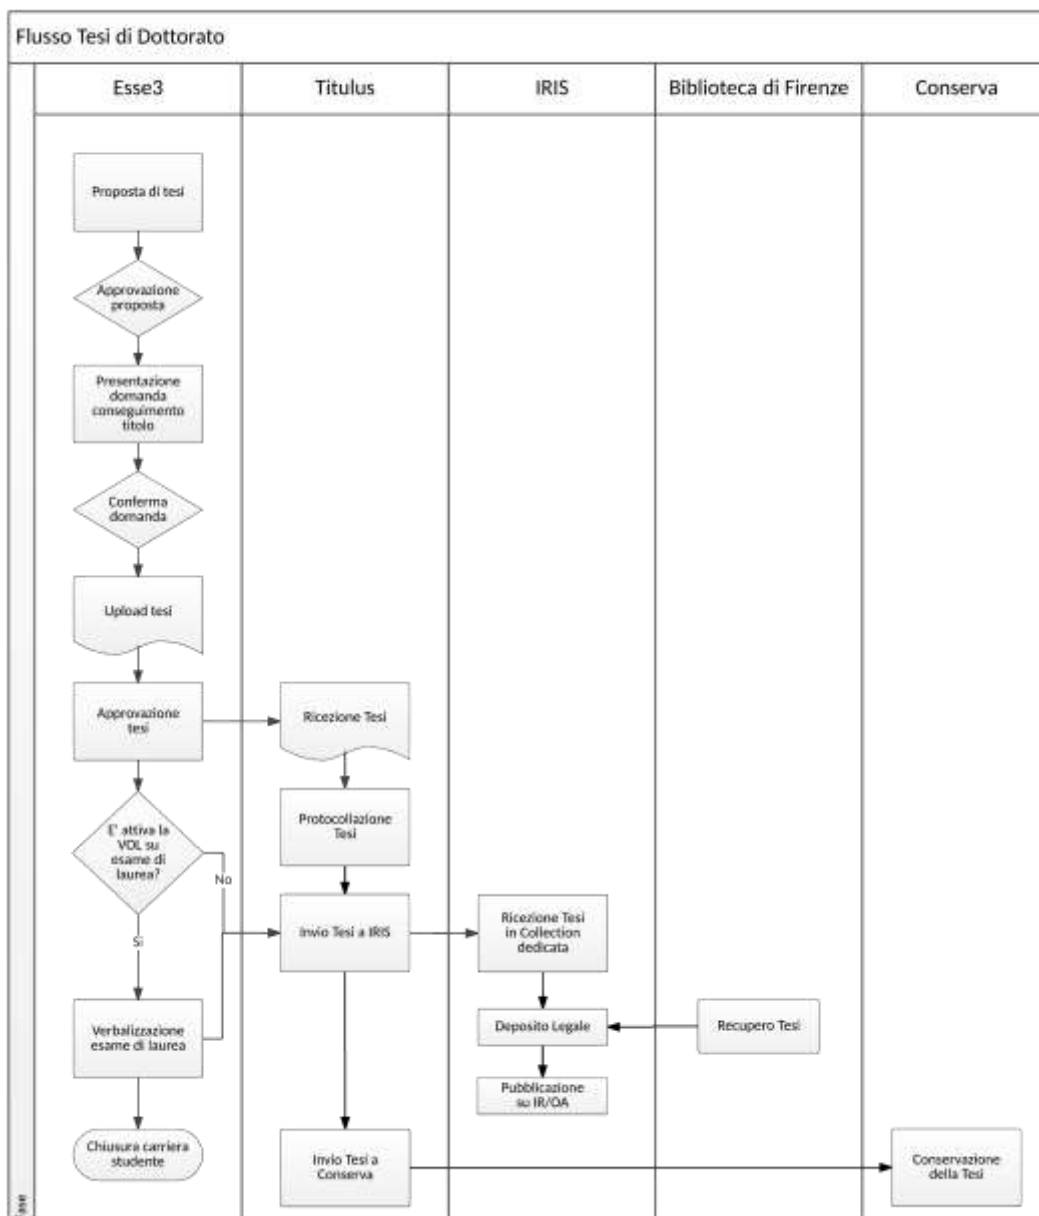 Flusso Tesi di Dottorato
Esse3
Titulus
IRIS
Biblioteca di Firenze
Conserva
Proposta di tesi
Approvazione
proposta
Presentazione
domanda
conseguimento
titolo
Conferma
domanda
Upload tesi
Approvazione
tesi
Ricezione Tesi
Protocollazione
Tesi
E' attiva la
VOL su
esame di
laurea?
No
Si
Invio Tesi a IRIS
Ricezione Tesi
in Collection
dedicata
Verbalizzazione
esame di laurea
Deposito Legale
Recupero Tesi
Pubblicazione
su IR/OA
Chiusura carriera
studente
Invio Tesi a
Conserva
Conservazione
della Tesi